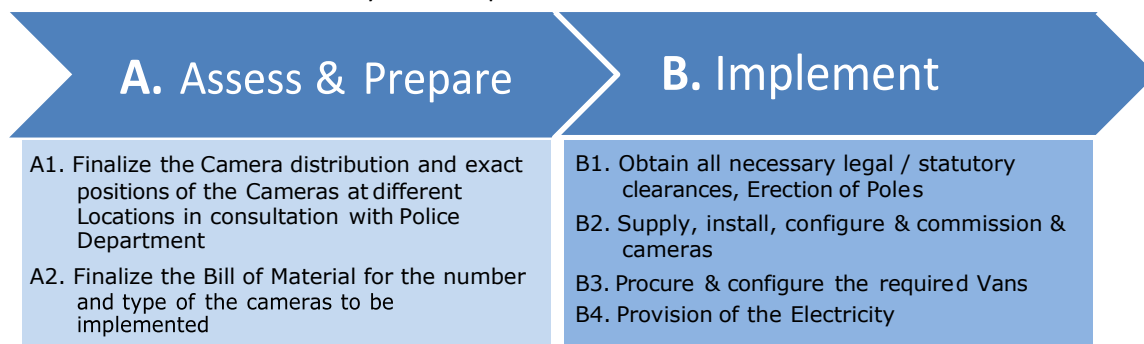 A. Assess & Prepare
A1. Finalize the Camera distribution and exact
positions of the Cameras at different
Locations in consultation with Police
Department
A2. Finalize the Bill of Material for the number
and type of the cameras to be
implemented
B. Implement
B1. Obtain all necessary legal / statutory
clearances, Erection of Poles
B2. Supply, install, configure & commission &
cameras
B3. Procure & configure the required Vans
B4. Provision of the Electricity